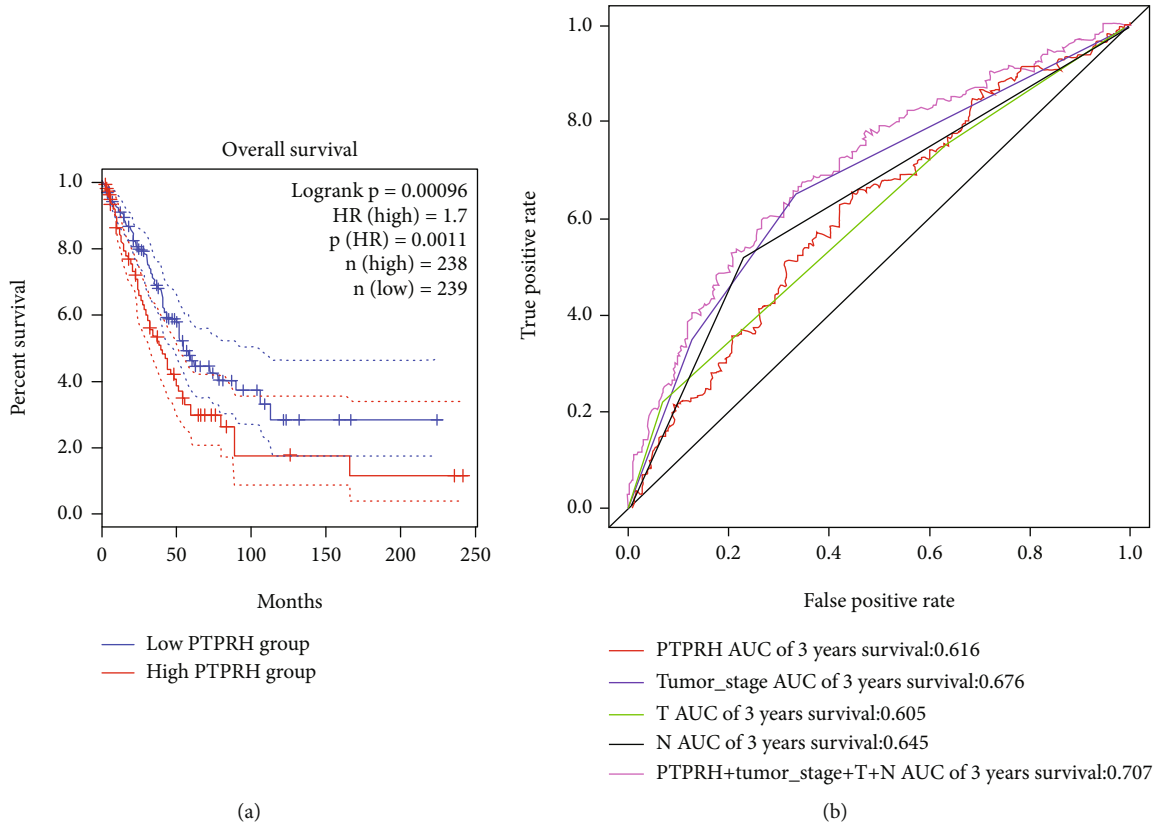 Overall survival
Logrank p = 0.00096
HR (high) = 1.7
p (HR) = 0.0011
n (high) = 238
n (low) = 239
Percent survival
1.0
8.0
6.0
4.0
2.0
0.0
0
50
100
150
200
250
Months
Low PTPRH group
High PTPRH group
(a)
True positive rate
1.0
8.0
6.0
4.0
0.2
0.0
0.0
0.2
0.4
0.6
0.8
1.0
False positive rate
PTPRH AUC of 3 years survival:0.616
Tumor_stage AUC of 3 years survival:0.676
T AUC of 3 years survival:0.605
N AUC of 3 years survival:0.645
PTPRH+tumor_stage+T+N AUC of 3 years survival:0.707
(b)